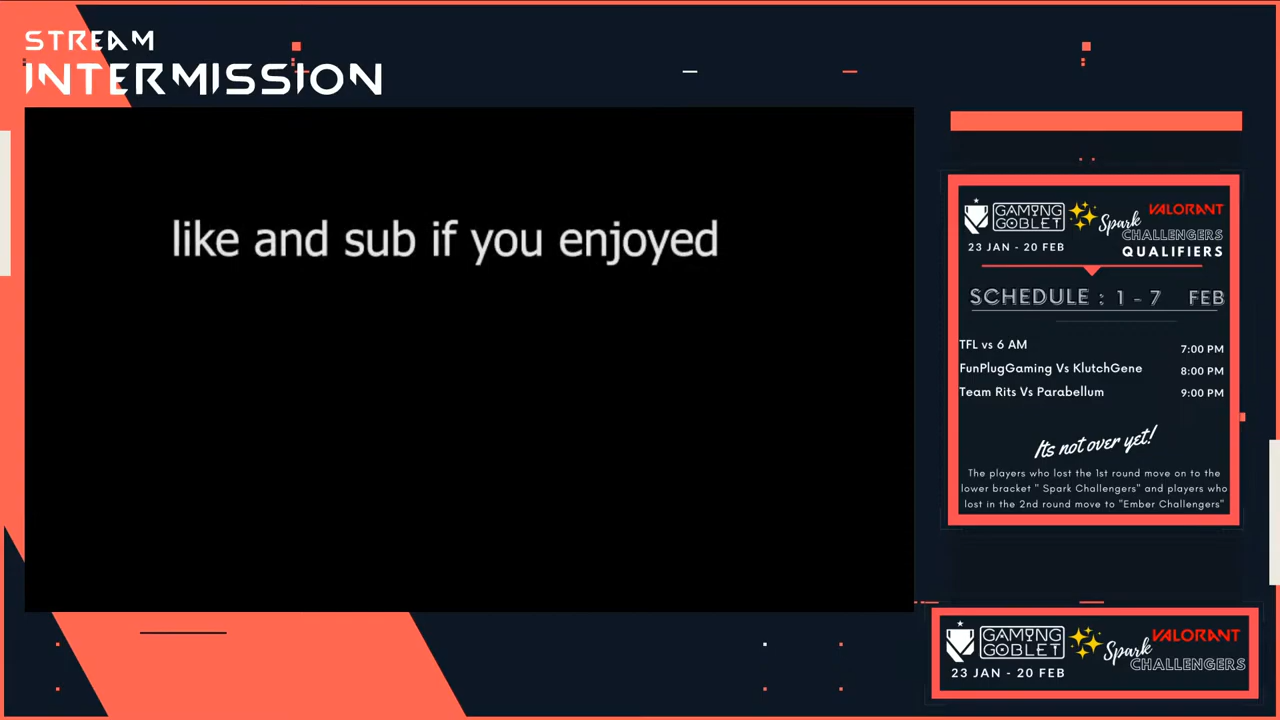 STREAM
INTERMISSION
like and sub if you enjoyed
GAMING
GOBLET
Spark
VALORANT
CHALLENGERS
23 JAN - 20 FEB
QUALIFIERS
SCHEDULE : 1 - 7 FEB
TFL vs 6 AM 7:00 PM
FunPlugGaming Vs KlutchGene 8:00 PM
Team Rits Vs Parabellum 9:00 PM
Its not over yet!
The players who lost the 1st round move on to the
lower bracket " Spark Challengers" and players who
lost in the 2nd round move to "Ember Challengers"
GAMING
GOBLET
Spark
VALORANT
CHALLENGERS
23 JAN - 20 FEB